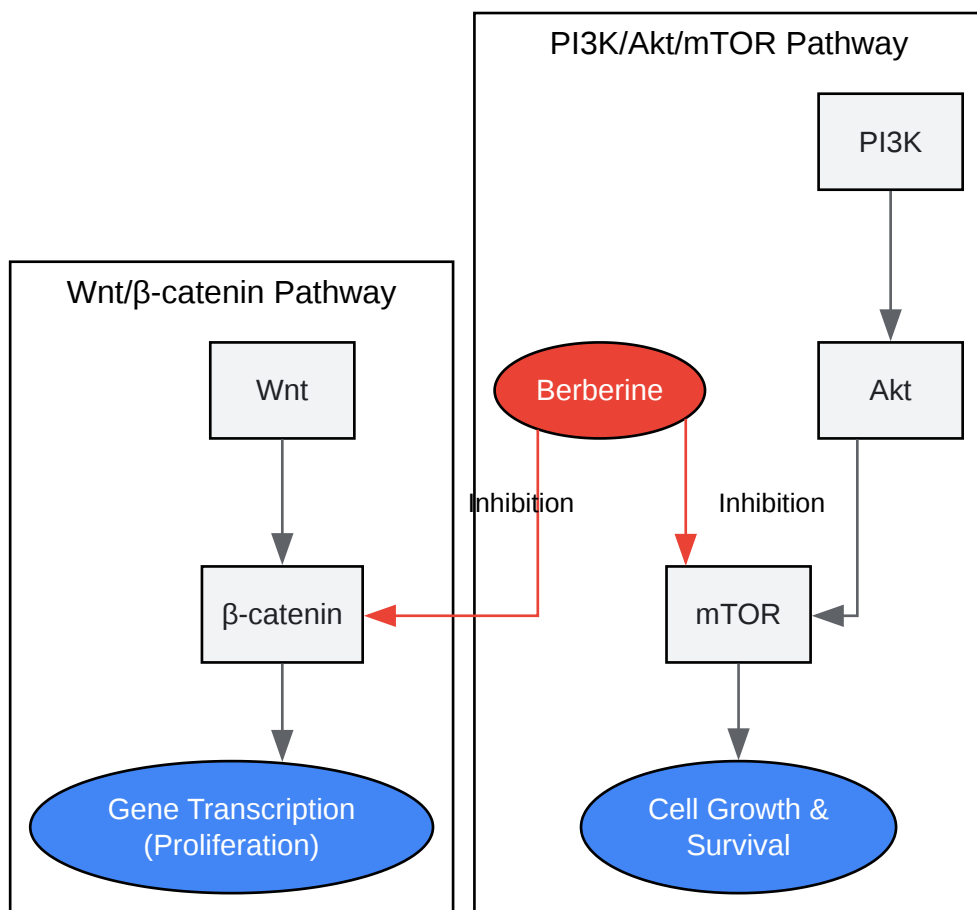 PI3K/Akt/mTOR Pathway
PI3K
Wnt/β-catenin Pathway
Wnt
Berberine
Akt
Inhibition
Inhibition
β-catenin
mTOR
Gene Transcription
(Proliferation)
Cell Growth &
Survival